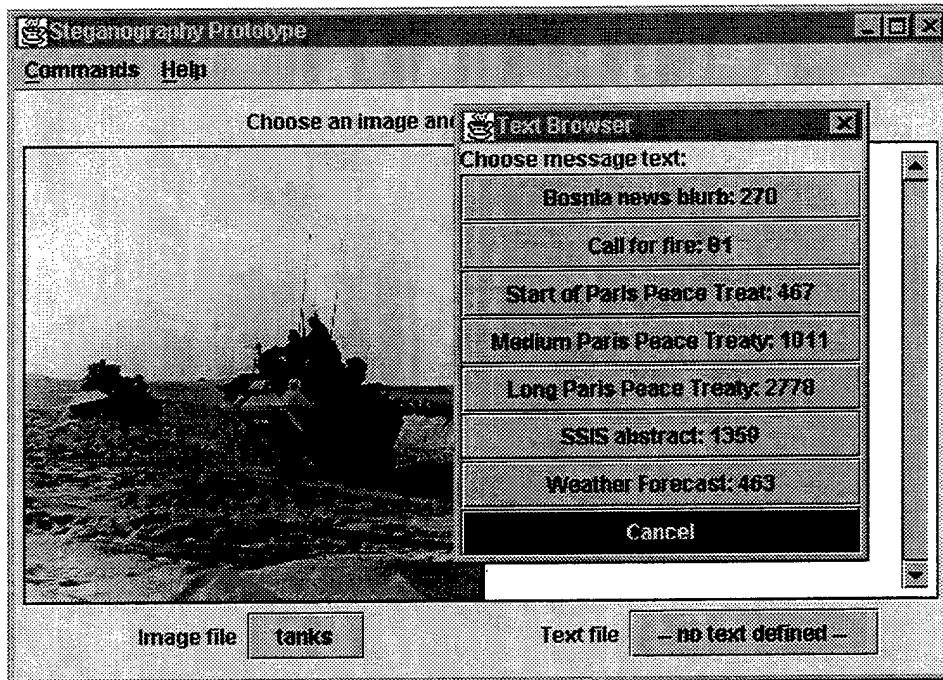 Steganography Prototype
Commands Help
Choose an image and
Text Browser
Choose message text:
Bosnia news blurb: 270
Call for fire: 91
Start of Paris Peace Treat: 467
Medium Paris Peace Treaty: 1011
Long Paris Peace Treaty: 2778
SSIS abstract: 1359
Weather Forecast: 463
Cancel
Image file tanks Text file -- no text defined --